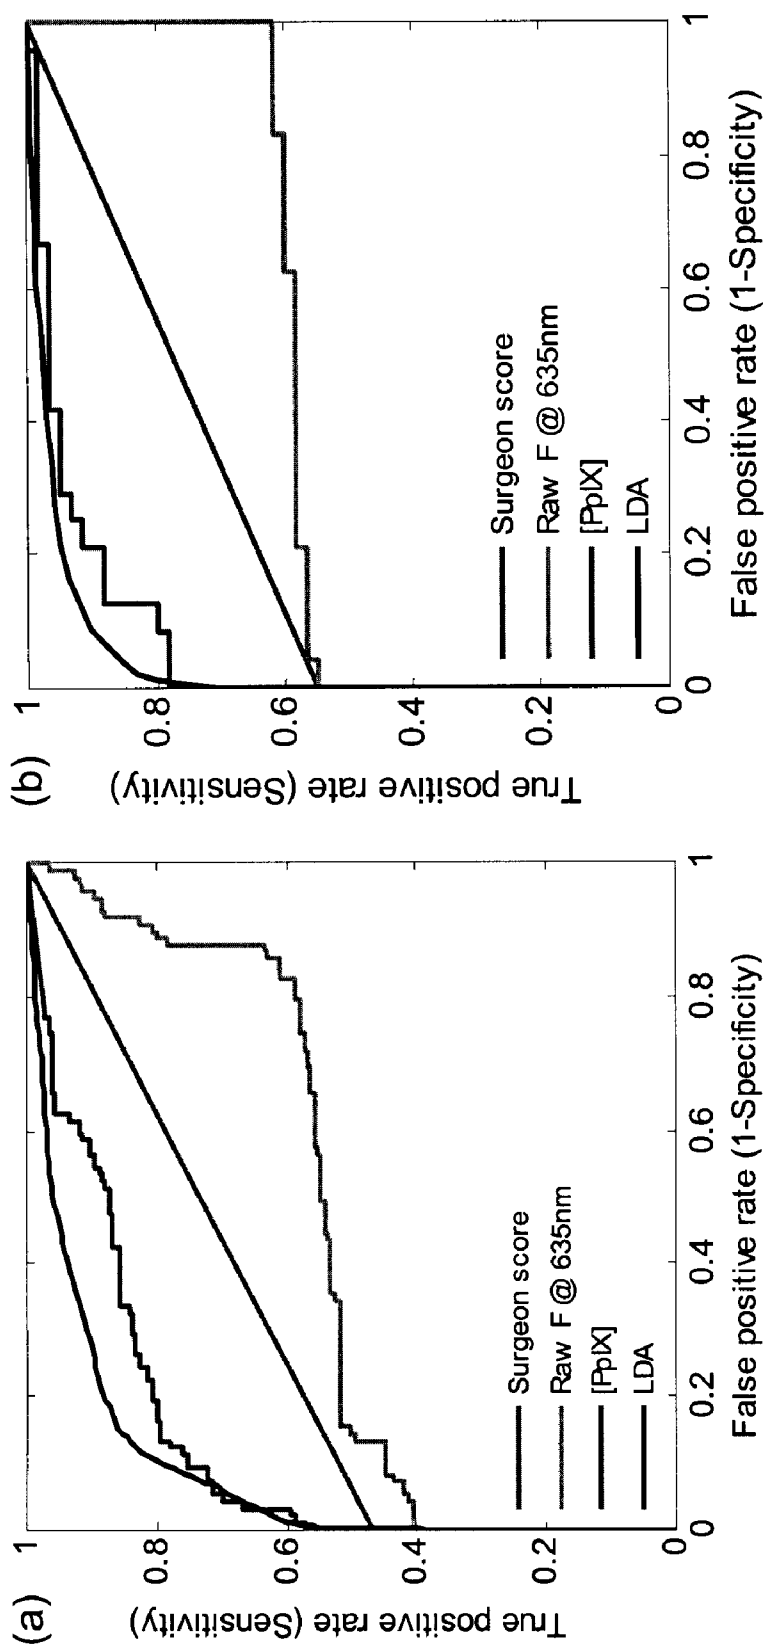 (a)
True positive rate (Sensitivity)
1
0.8
0.6
0.4
0.2
0
Surgeon score
Raw F @ 635nm
[PpIX]
LDA
0
0.2
0.4
0.6
0.8
1
False positive rate (1-Specificity)
(b)
True positive rate (Sensitivity)
1
0.8
0.6
0.4
0.2
0
Surgeon score
Raw F @ 635nm
[PpIX]
LDA
0
0.2
0.4
0.6
0.8
1
False positive rate (1-Specificity)